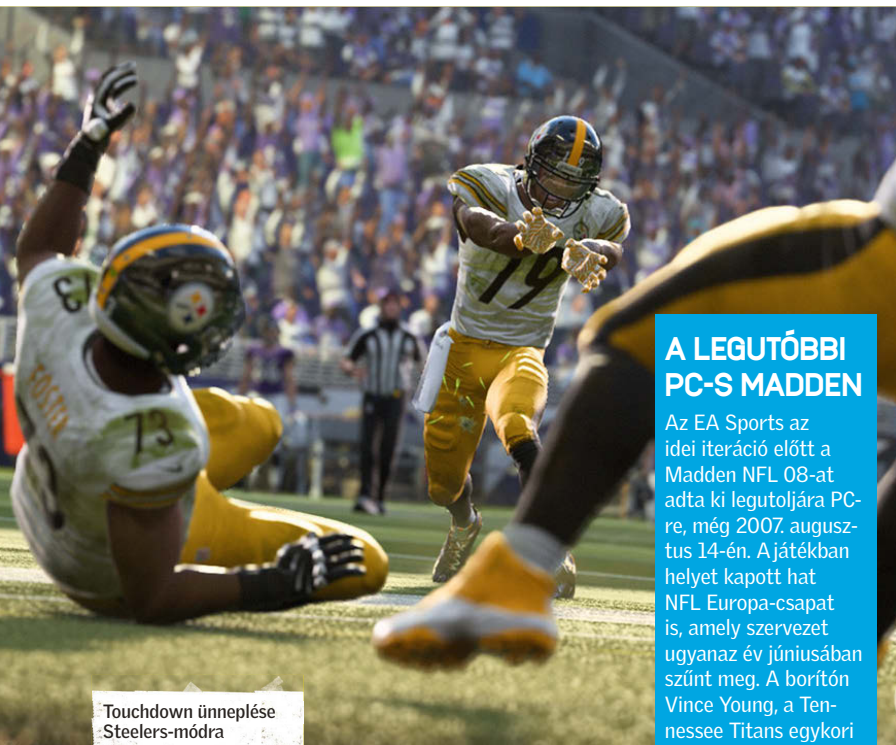 73
FOSTER
73
19
A LEGUTÓBBI
PC-S MADDEN
Az EA Sports az
idei iteráció előtt a
Madden NFL 08-at
adta ki legutoljára PC-
re, még 2007. augusz-
tus 14-én. A játékban
helyet kapott hat
NFL Europa-csapat
is, amely szervezet
ugyanaz év júniusában
szűnt meg. A borítón
Vince Young, a Ten-
nessee Titans egykori
Touchdown ünneplése
Steelers-módra